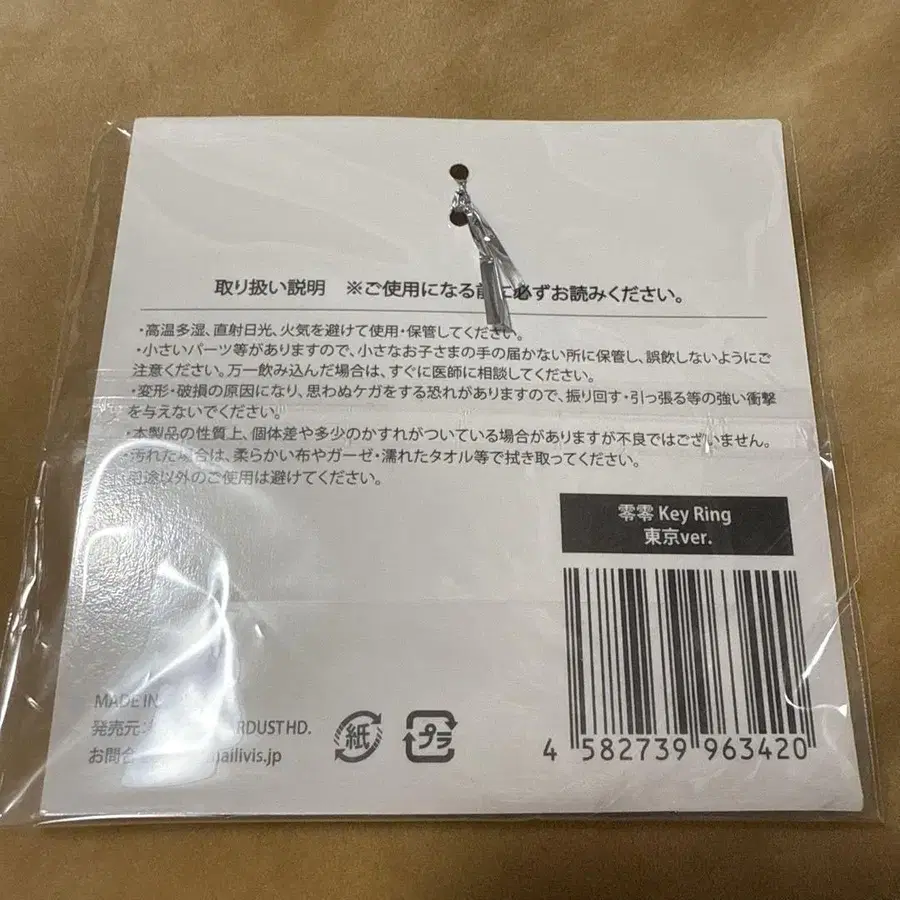 取り扱い説明 ※ご使用になる前に必ずお読みください。
・高温多湿、直射日光、火気を避けて使用・保管してください。
・小さいパーツ等がありますので、小さなお子さまの手の届かない所に保管し、誤飲しないようにご
注意ください。万一飲み込んだ場合は、すぐに医師に相談してください。
・変形・破損の原因になり、思わぬケガをする恐れがありますので、振り回す・引っ張る等の強い衝撃
を与えないでください。
・本製品の性質上、個体差や多少のかすれがついている場合がありますが不良ではございません。
・汚れた場合は、柔らかい布やガーゼ・濡れたタオル等で拭き取ってください。
用途以外のご使用は避けてください。
零零 Key Ring
東京ver.
MADE IN
発売元: RDUST HD.
お問合 ailivis.jp
紙
プラ
4 582739 963420